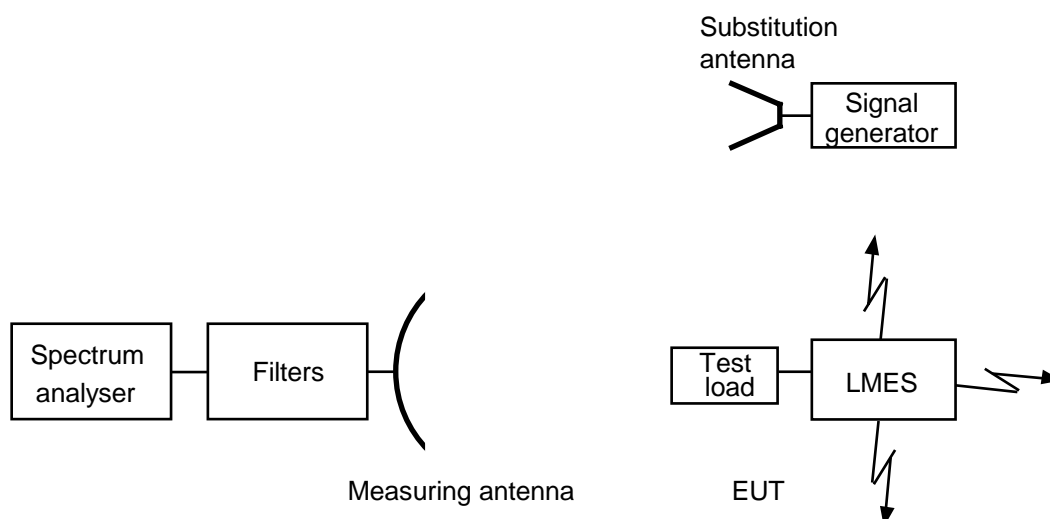 Substitution
antenna
Signal
generator
Spectrum
analyser
Filters
Test
load
LMES
Measuring antenna
EUT